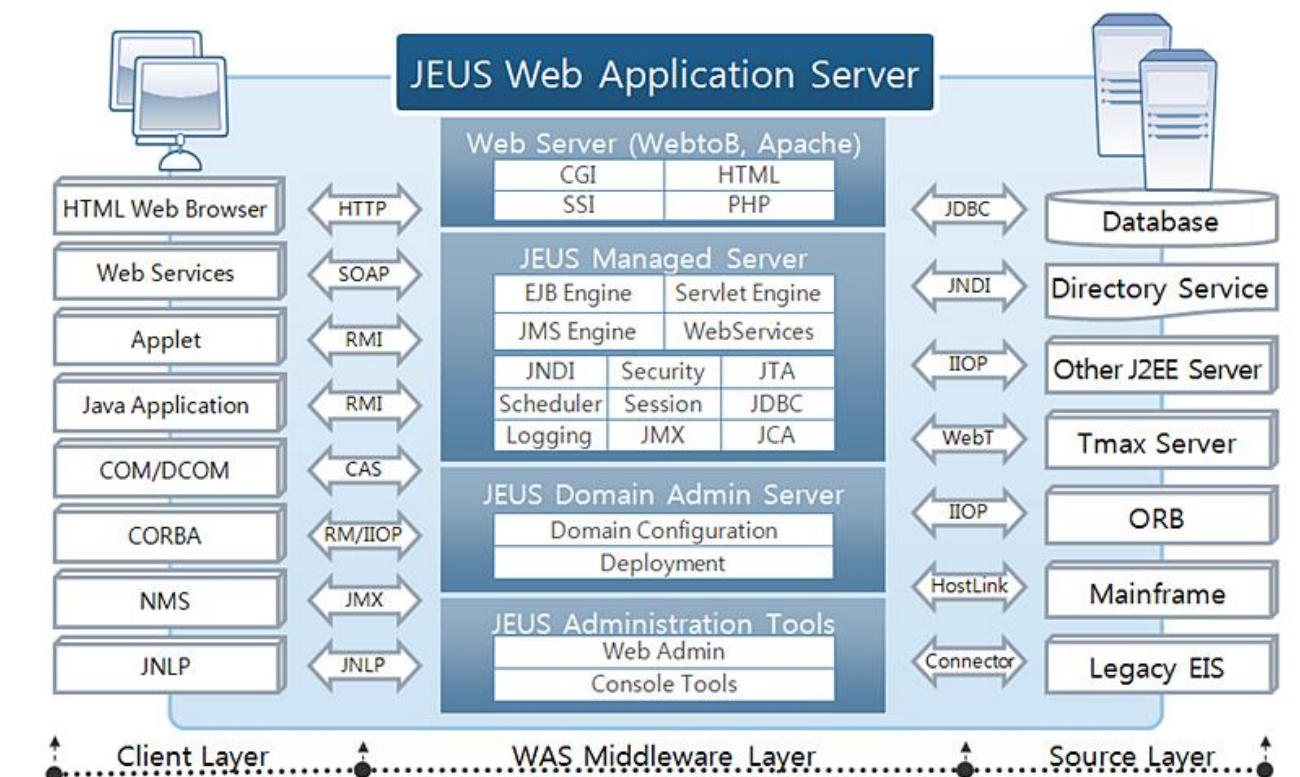 JEUS Web Application Server
Web Server (WebtoB, Apache)
CGI HTML
SSI PHP
JEUS Managed Server
EJB Engine Servlet Engine
JMS Engine WebServices
JNDI Security JTA
Scheduler Session JDBC
Logging JMX JCA
JEUS Domain Admin Server
Domain Configuration
Deployment
JEUS Administration Tools
Web Admin
Console Tools
HTML Web Browser HTTP
Web Services SOAP
Applet RMI
Java Application RMI
COM/DCOM CAS
CORBA RM/IIOP
NMS JMX
JNLP JNLP
JDBC Database
JNDI Directory Service
IIOP Other J2EE Server
WebT Tmax Server
IIOP ORB
HostLink Mainframe
Connector Legacy EIS
Client Layer WAS Middleware Layer Source Layer